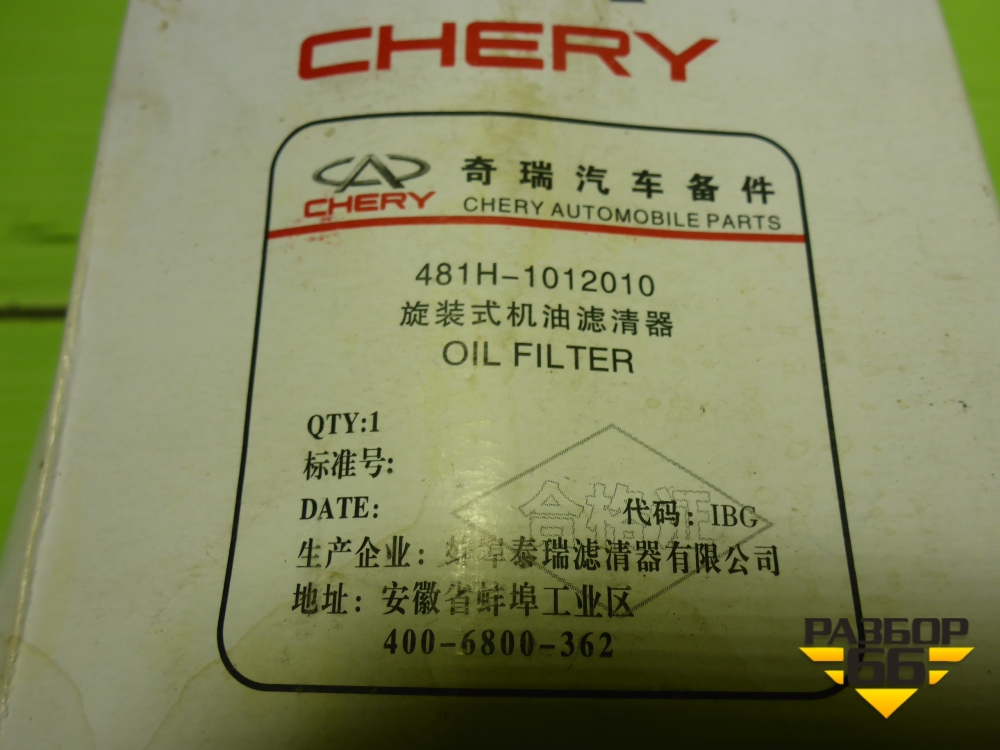 CHERY
CHERY
奇瑞汽车备件
CHERY AUTOMOBILE PARTS
481H-1012010
旋装式机油滤清器
OIL FILTER
QTY:1
标准号:
DATE:
合格证
代码: IBG
生产企业: 蚌埠泰瑞滤清器有限公司
地址: 安徽省蚌埠工业区
400-6800-362
РАЗБОР
66